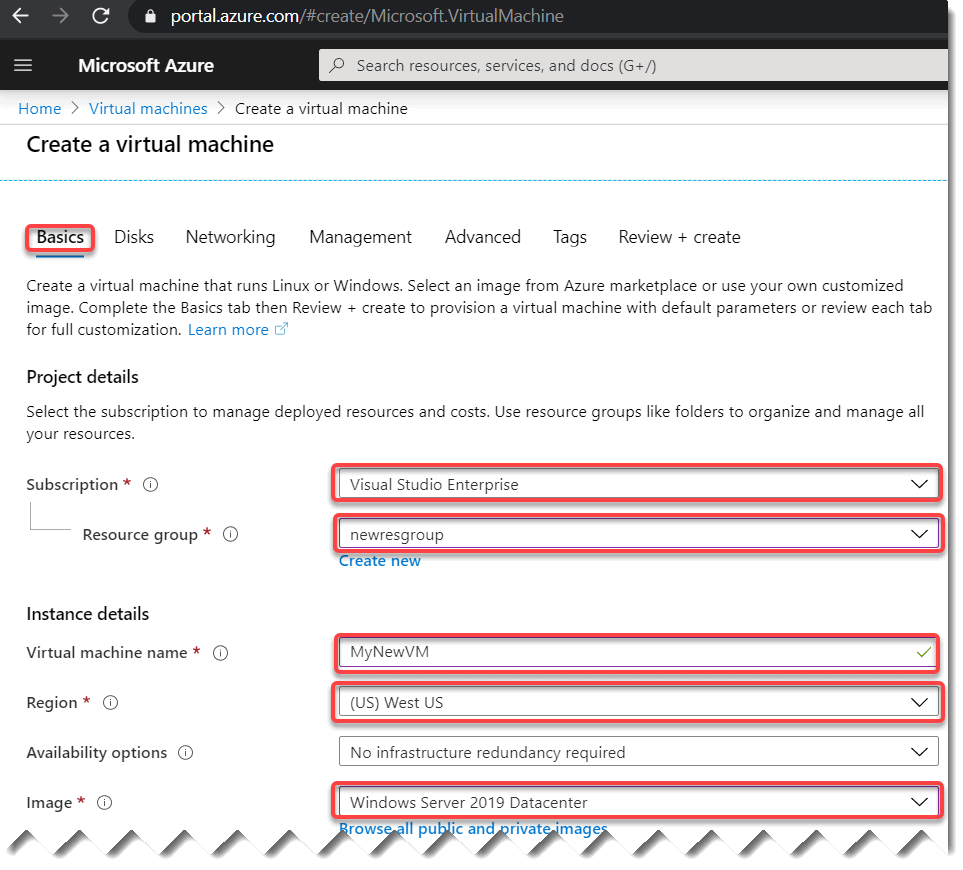 portal.azure.com/#create/Microsoft.VirtualMachine
Microsoft Azure
Search resources, services, and docs (G+/)
Home > Virtual machines > Create a virtual machine
Create a virtual machine
Basics Disks Networking Management Advanced Tags Review + create
Create a virtual machine that runs Linux or Windows. Select an image from Azure marketplace or use your own customized
image. Complete the Basics tab then Review + create to provision a virtual machine with default parameters or review each tab
for full customization. Learn more
Project details
Select the subscription to manage deployed resources and costs. Use resource groups like folders to organize and manage all
your resources.
Subscription * Visual Studio Enterprise
Resource group * newresgroup
Create new
Instance details
Virtual machine name * MyNewVM
Region * (US) West US
Availability options No infrastructure redundancy required
Image * Windows Server 2019 Datacenter
Browse all public and private images